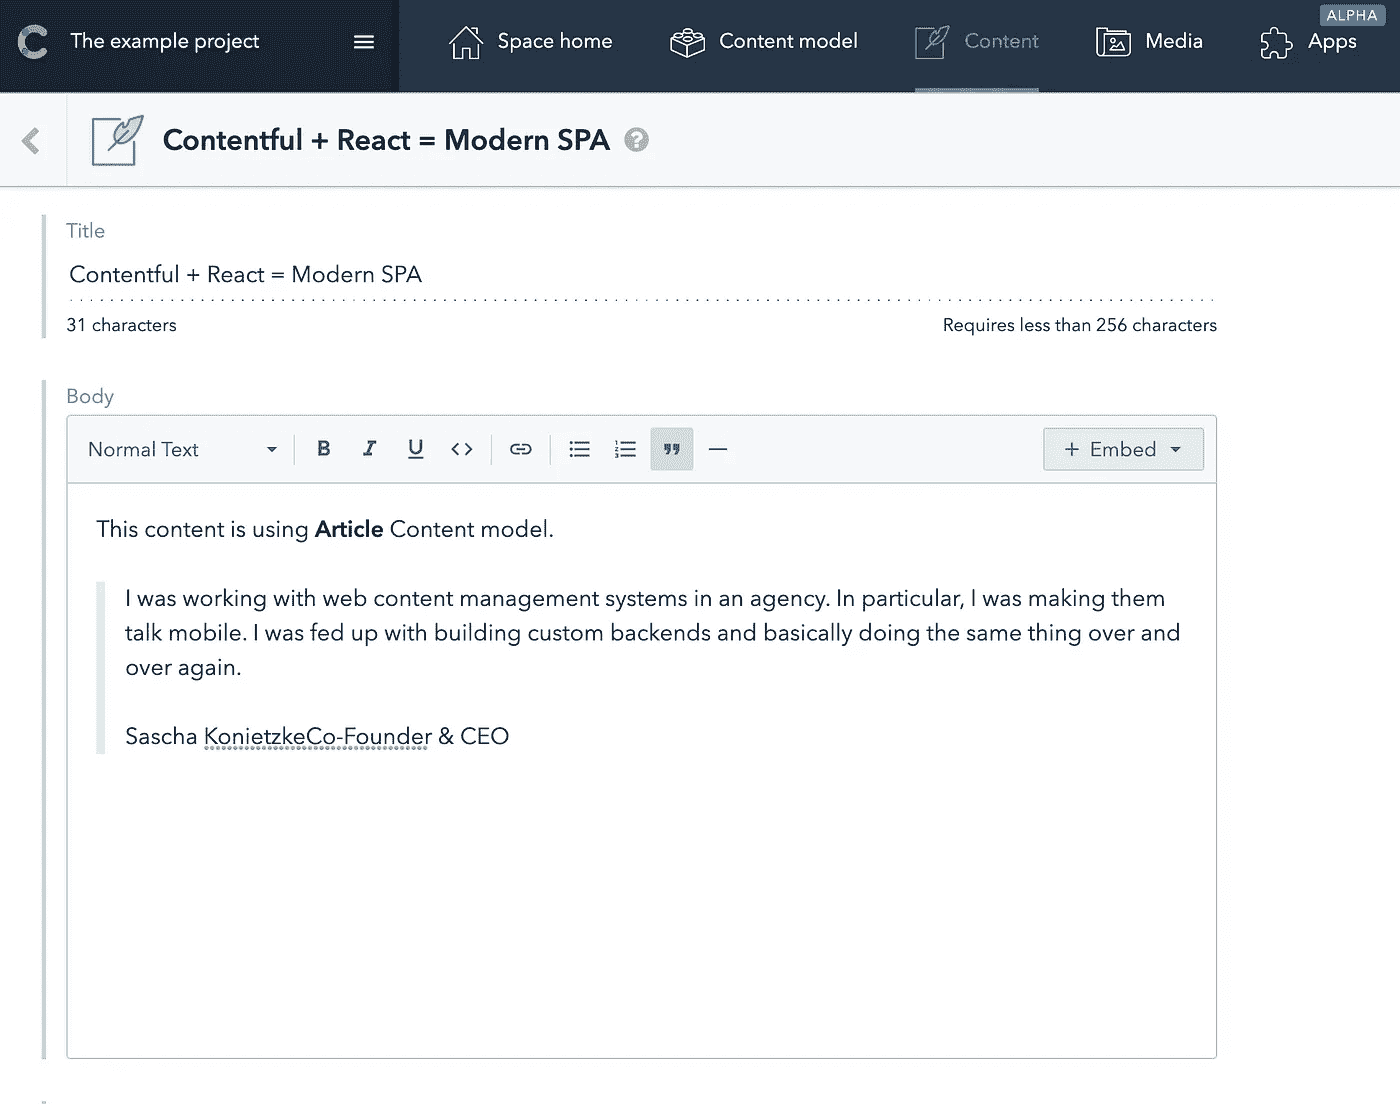 The example project
Space home
Content model
Content
Media
ALPHA
Apps
Contentful + React = Modern SPA
?
Title
Contentful + React = Modern SPA
31 characters
Requires less than 256 characters
Body
Normal Text
B I U <>
+ Embed
This content is using Article Content model.
I was working with web content management systems in an agency. In particular, I was making them
talk mobile. I was fed up with building custom backends and basically doing the same thing over and
over again.
Sascha KonietzkeCo-Founder & CEO